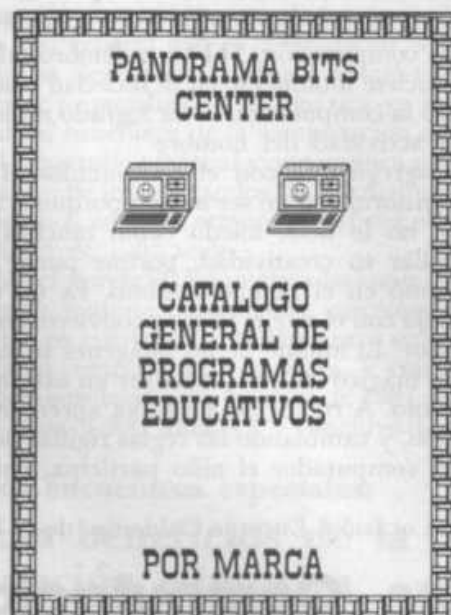 PANORAMA BITS
CENTER
CATALOGO
GENERAL DE
PROGRAMAS
EDUCATIVOS
POR MARCA